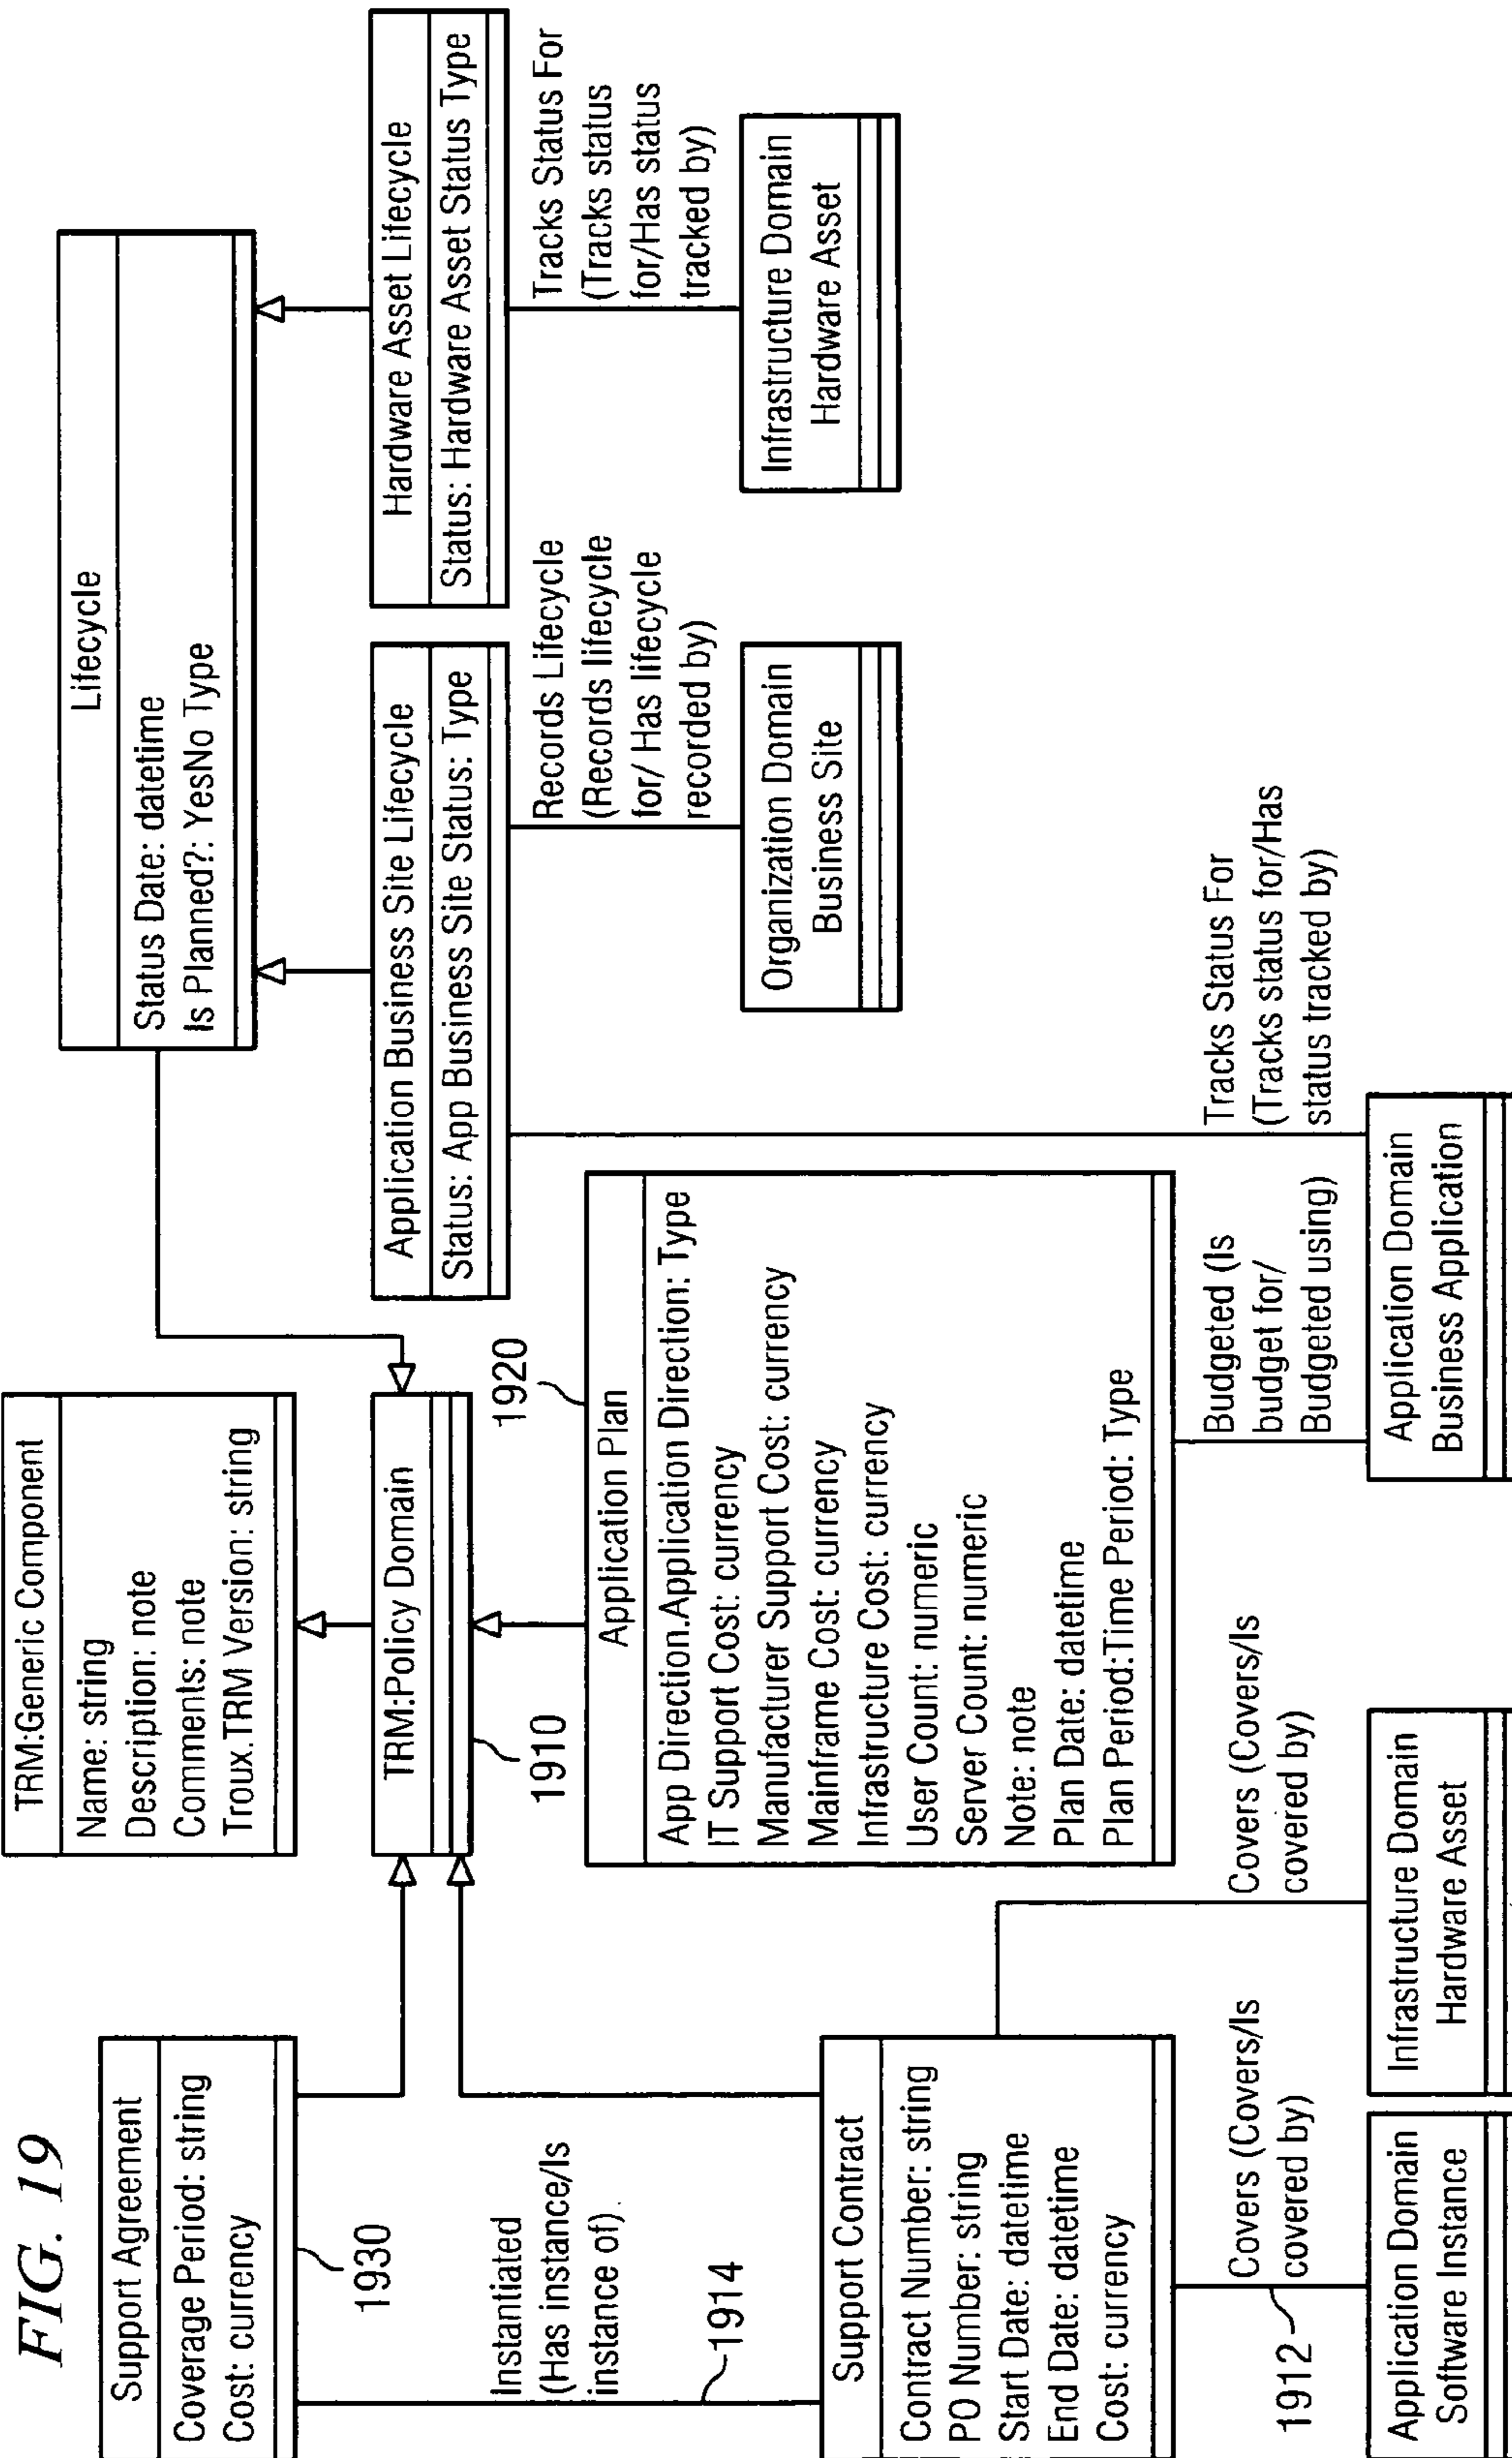 FIG. 19
Support Agreement
Coverage Period: string
Cost: currency
1930
Instantiated
(Has instance/Is
instance of).
1914
Support Contract
Contract Number: string
PO Number: string
Start Date: datetime
End Date: datetime
Cost: currency
1912
Covers (Covers/Is
covered by)
Application Domain
Software Instance
Covers (Covers/Is
covered by)
Infrastructure Domain
Hardware Asset
TRM:Generic Component
Name: string
Description: note
Comments: note
Troux.TRM Version: string
TRM:Policy Domain
1910
1920
Application Plan
App Direction.Application Direction: Type
IT Support Cost: currency
Manufacturer Support Cost: currency
Mainframe Cost: currency
Infrastructure Cost: currency
User Count: numeric
Server Count: numeric
Note: note
Plan Date: datetime
Plan Period:Time Period: Type
Budgeted (Is
budget for/
Budgeted using)
Application Domain
Business Application
Tracks Status For
(Tracks status for/Has
status tracked by)
Lifecycle
Status Date: datetime
Is Planned?: YesNo Type
Application Business Site Lifecycle
Status: App Business Site Status: Type
Records Lifecycle
(Records lifecycle
for/ Has lifecycle
recorded by)
Organization Domain
Business Site
Hardware Asset Lifecycle
Status: Hardware Asset Status Type
Tracks Status For
(Tracks status
for/Has status
tracked by)
Infrastructure Domain
Hardware Asset